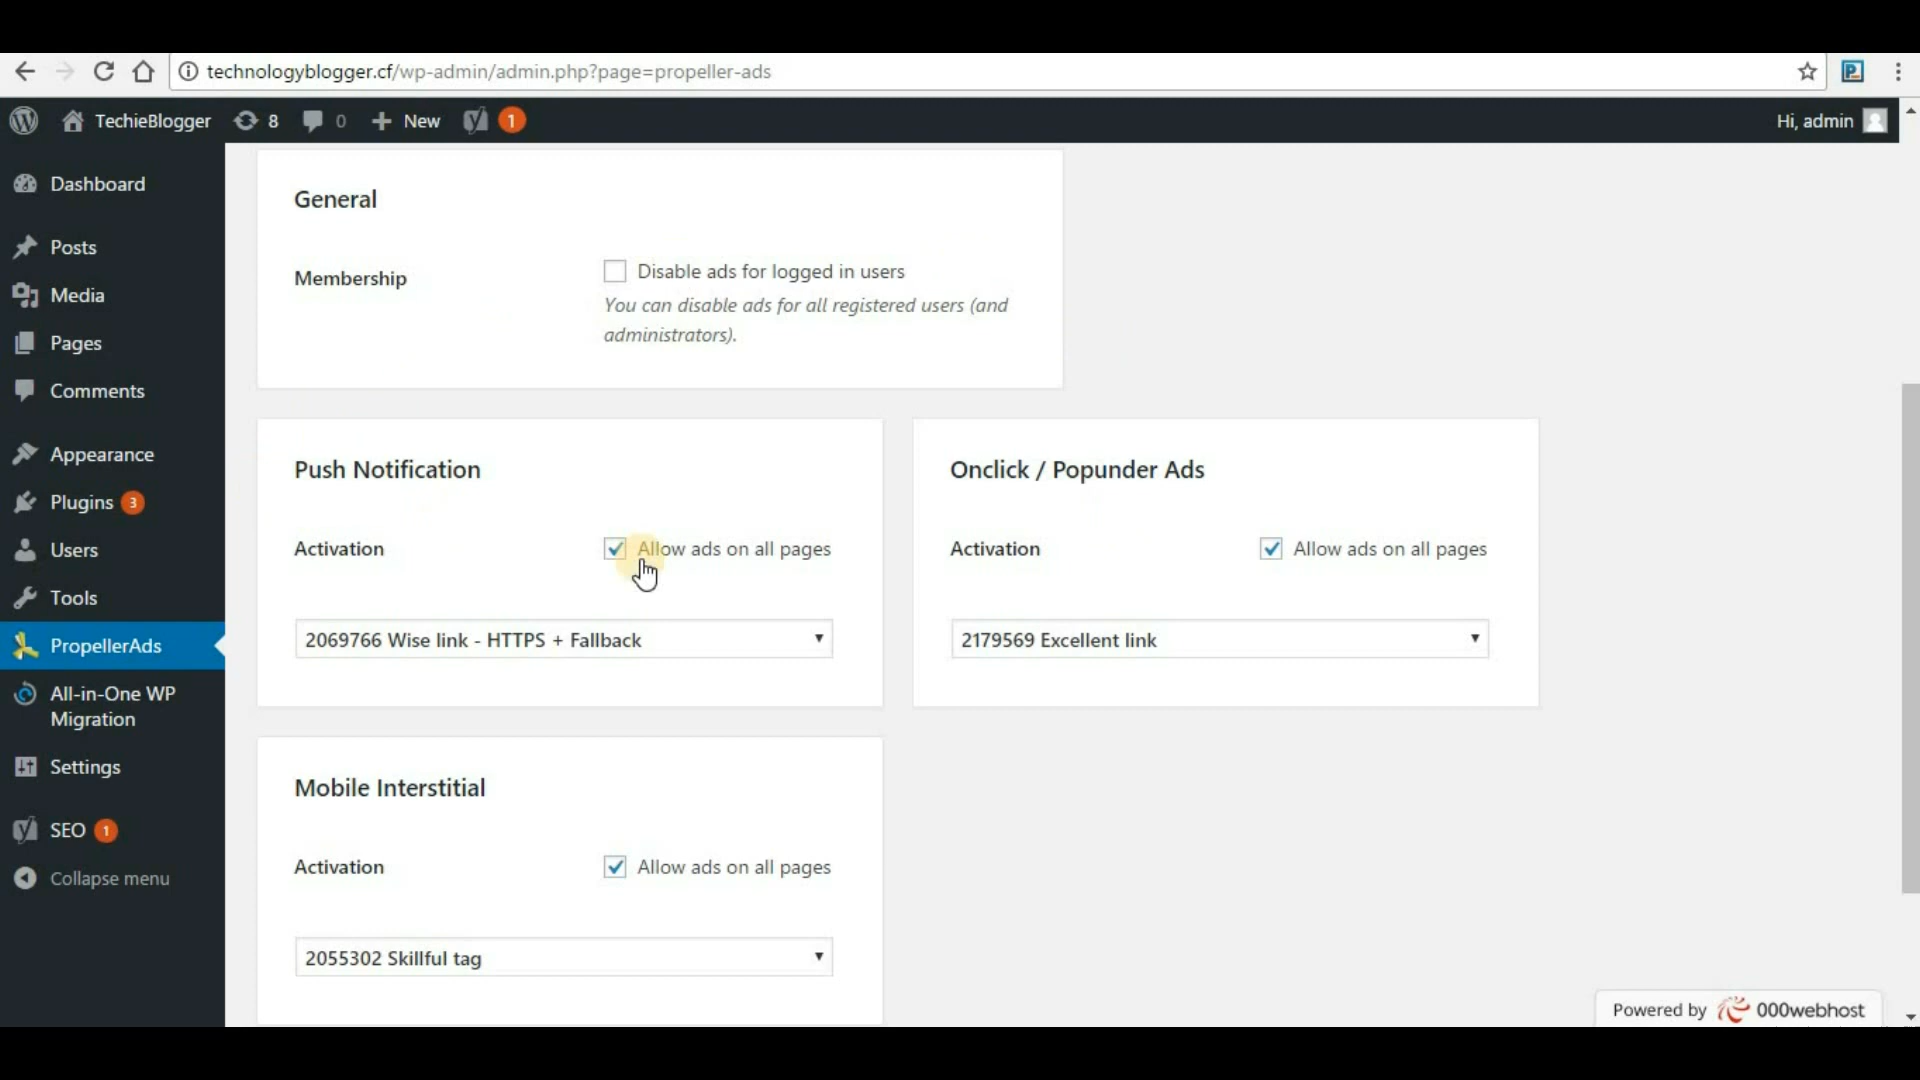 technologyblogger.cf/wp-admin/admin.php?page=propeller-ads
TechieBlogger 8 0 New 1 Hi, admin
Dashboard
Posts
Media
Pages
Comments
Appearance
Plugins 3
Users
Tools
PropellerAds
All-in-One WP
Migration
Settings
SEO 1
Collapse menu
General
Membership
Disable ads for logged in users
You can disable ads for all registered users (and
administrators).
Push Notification
Activation
Allow ads on all pages
2069766 Wise link - HTTPS + Fallback
Onclick / Popunder Ads
Activation
Allow ads on all pages
2179569 Excellent link
Mobile Interstitial
Activation
Allow ads on all pages
2055302 Skillful tag
Powered by 000webhost